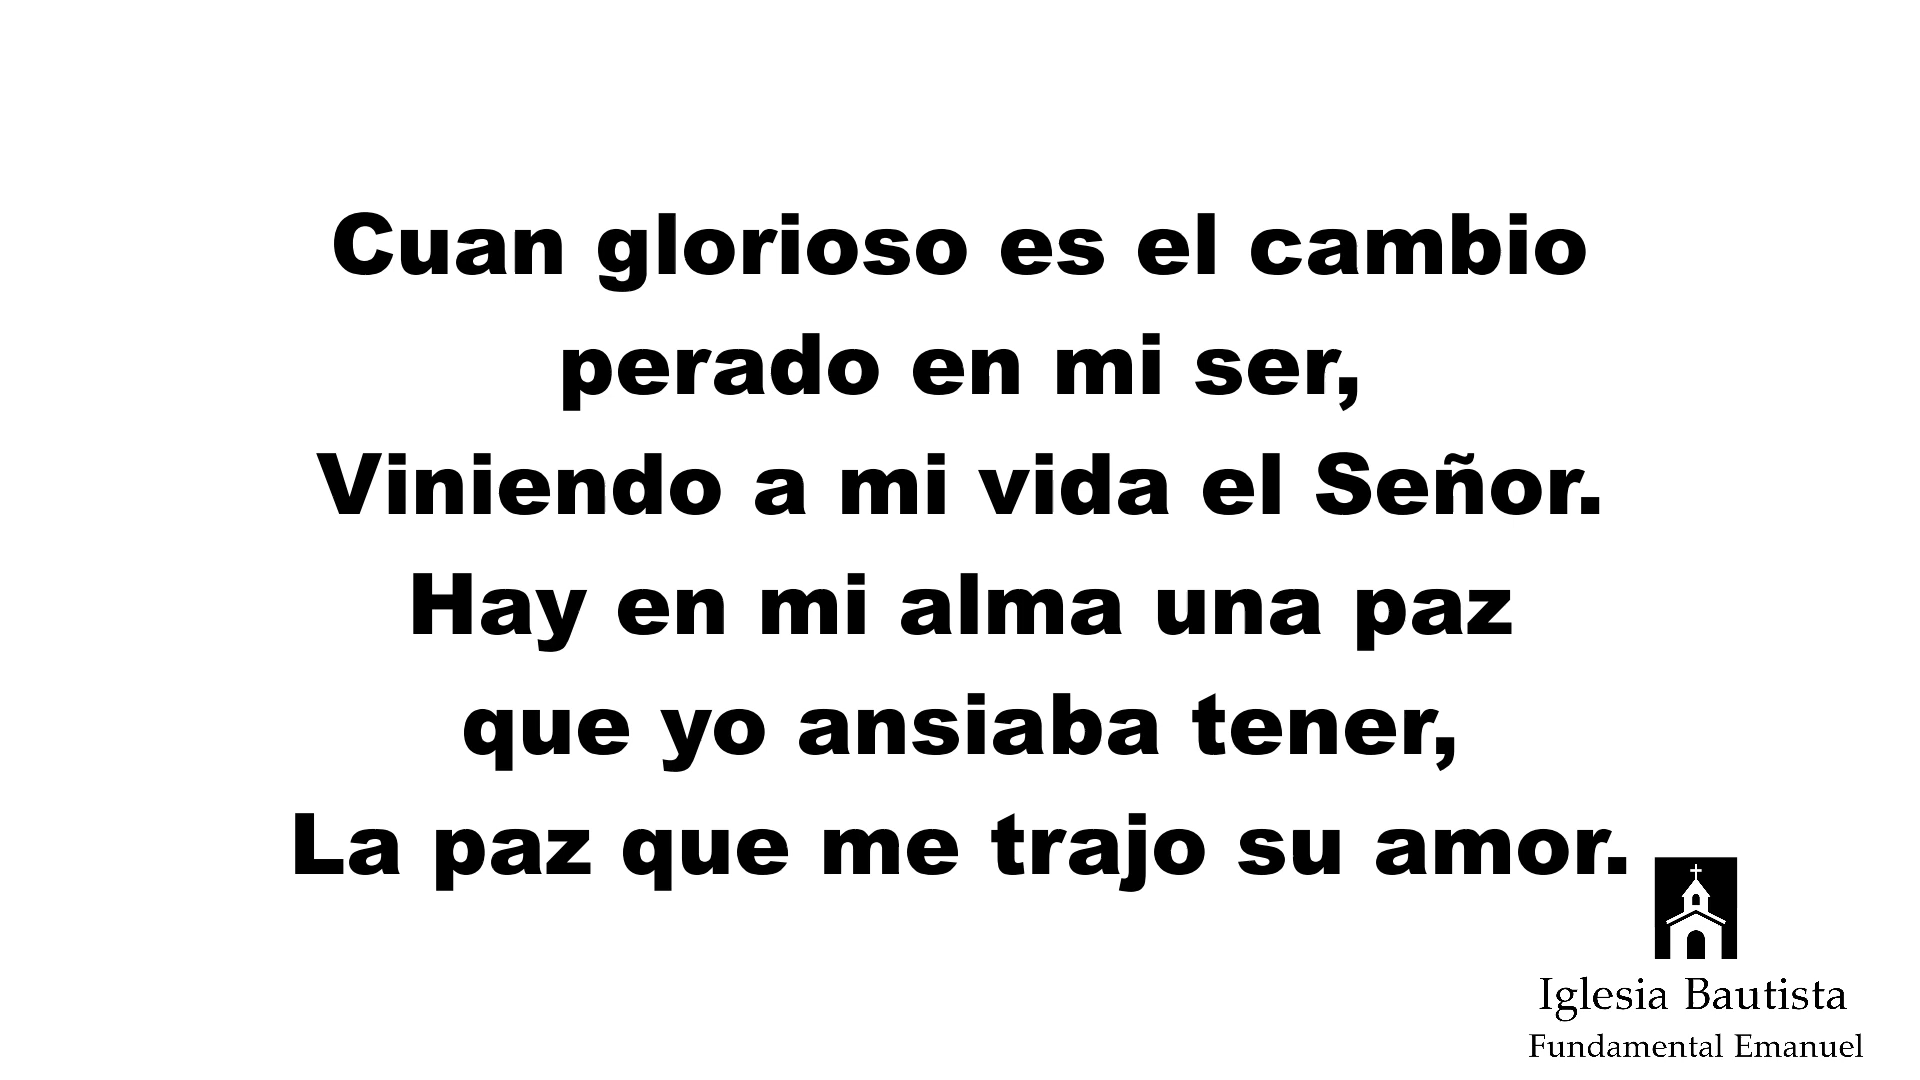 Cuan glorioso es el cambio
perado en mi ser,
Viniendo a mi vida el Señor.
Hay en mi alma una paz
que yo ansiaba tener,
La paz que me trajo su amor.
Iglesia Bautista
Fundamental Emanuel